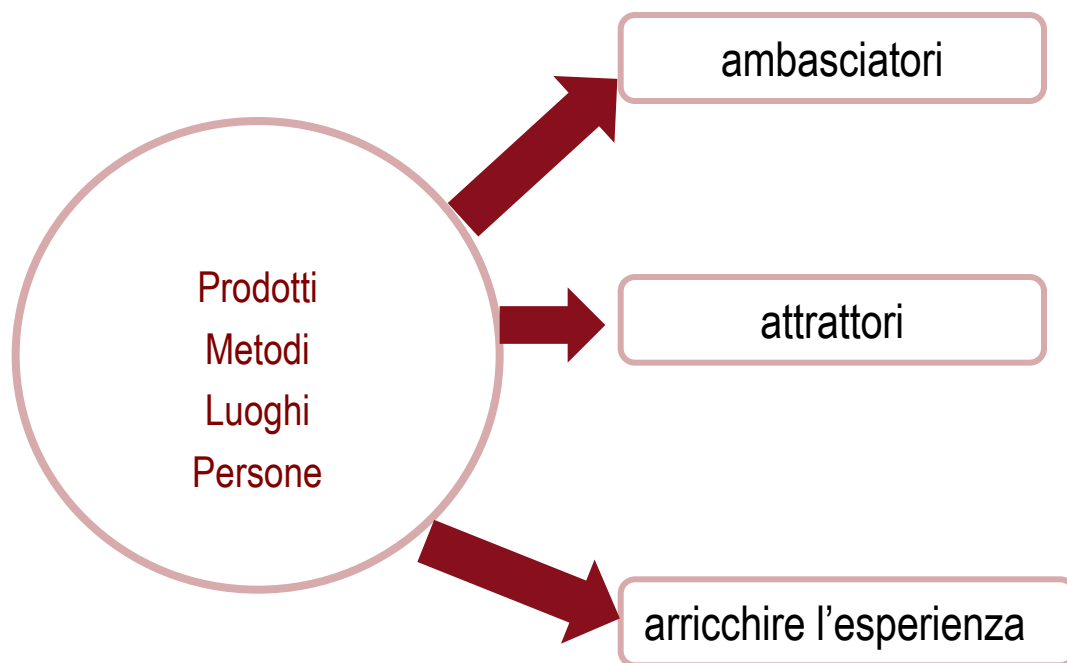 ambasciatori
Prodotti
Metodi
Luoghi
Persone
attrattori
arricchire l’esperienza